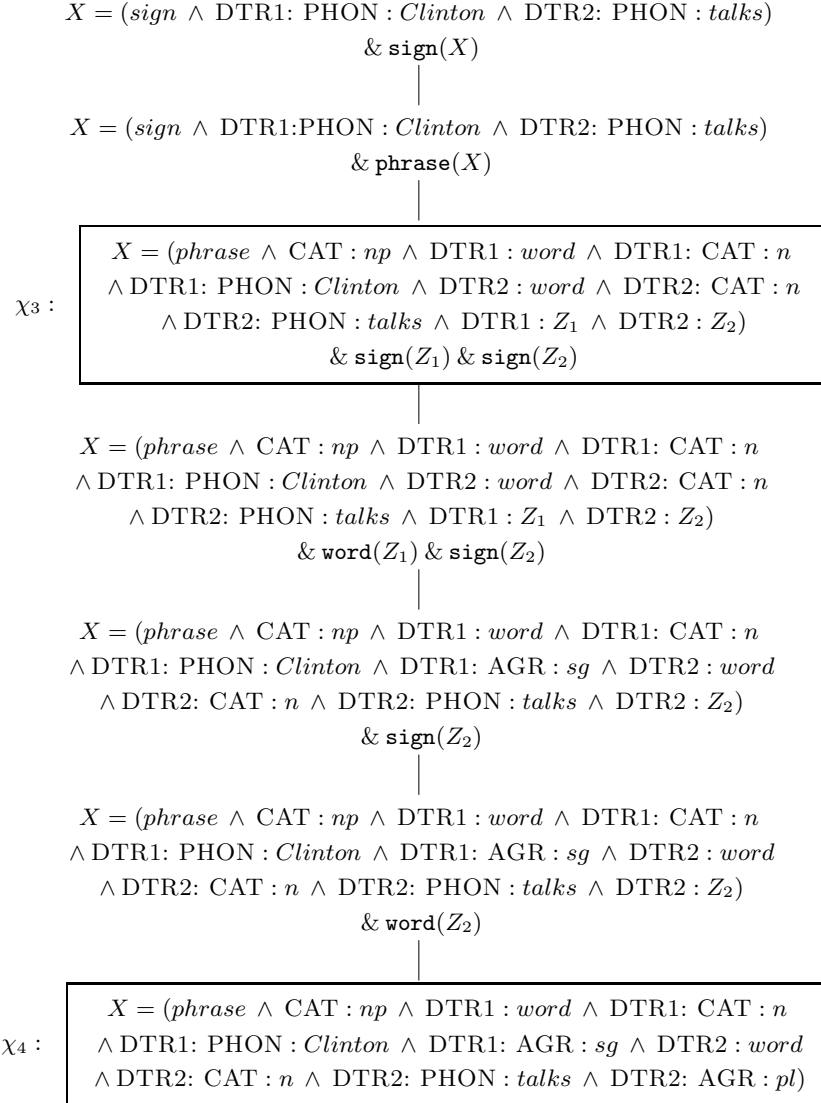 X = (sign ∧ DTR1: PHON : Clinton ∧ DTR2: PHON : talks)
& sign(X)
X = (sign ∧ DTR1:PHON : Clinton ∧ DTR2: PHON : talks)
& phrase(X)
X = (phrase ∧ CAT : np ∧ DTR1 : word ∧ DTR1: CAT : n
∧ DTR1: PHON : Clinton ∧ DTR2 : word ∧ DTR2: CAT : n
χ₃ : ∧ DTR2: PHON : talks ∧ DTR1 : Z₁ ∧ DTR2 : Z₂)
& sign(Z₁) & sign(Z₂)
X = (phrase ∧ CAT : np ∧ DTR1 : word ∧ DTR1: CAT : n
∧ DTR1: PHON : Clinton ∧ DTR2 : word ∧ DTR2: CAT : n
∧ DTR2: PHON : talks ∧ DTR1 : Z₁ ∧ DTR2 : Z₂)
& word(Z₁) & sign(Z₂)
X = (phrase ∧ CAT : np ∧ DTR1 : word ∧ DTR1: CAT : n
∧ DTR1: PHON : Clinton ∧ DTR1: AGR : sg ∧ DTR2 : word
∧ DTR2: CAT : n ∧ DTR2: PHON : talks ∧ DTR2 : Z₂)
& sign(Z₂)
X = (phrase ∧ CAT : np ∧ DTR1 : word ∧ DTR1: CAT : n
∧ DTR1: PHON : Clinton ∧ DTR1: AGR : sg ∧ DTR2 : word
∧ DTR2: CAT : n ∧ DTR2: PHON : talks ∧ DTR2 : Z₂)
& word(Z₂)
X = (phrase ∧ CAT : np ∧ DTR1 : word ∧ DTR1: CAT : n
χ₄ : ∧ DTR1: PHON : Clinton ∧ DTR1: AGR : sg ∧ DTR2 : word
∧ DTR2: CAT : n ∧ DTR2: PHON : talks ∧ DTR2: AGR : pl)